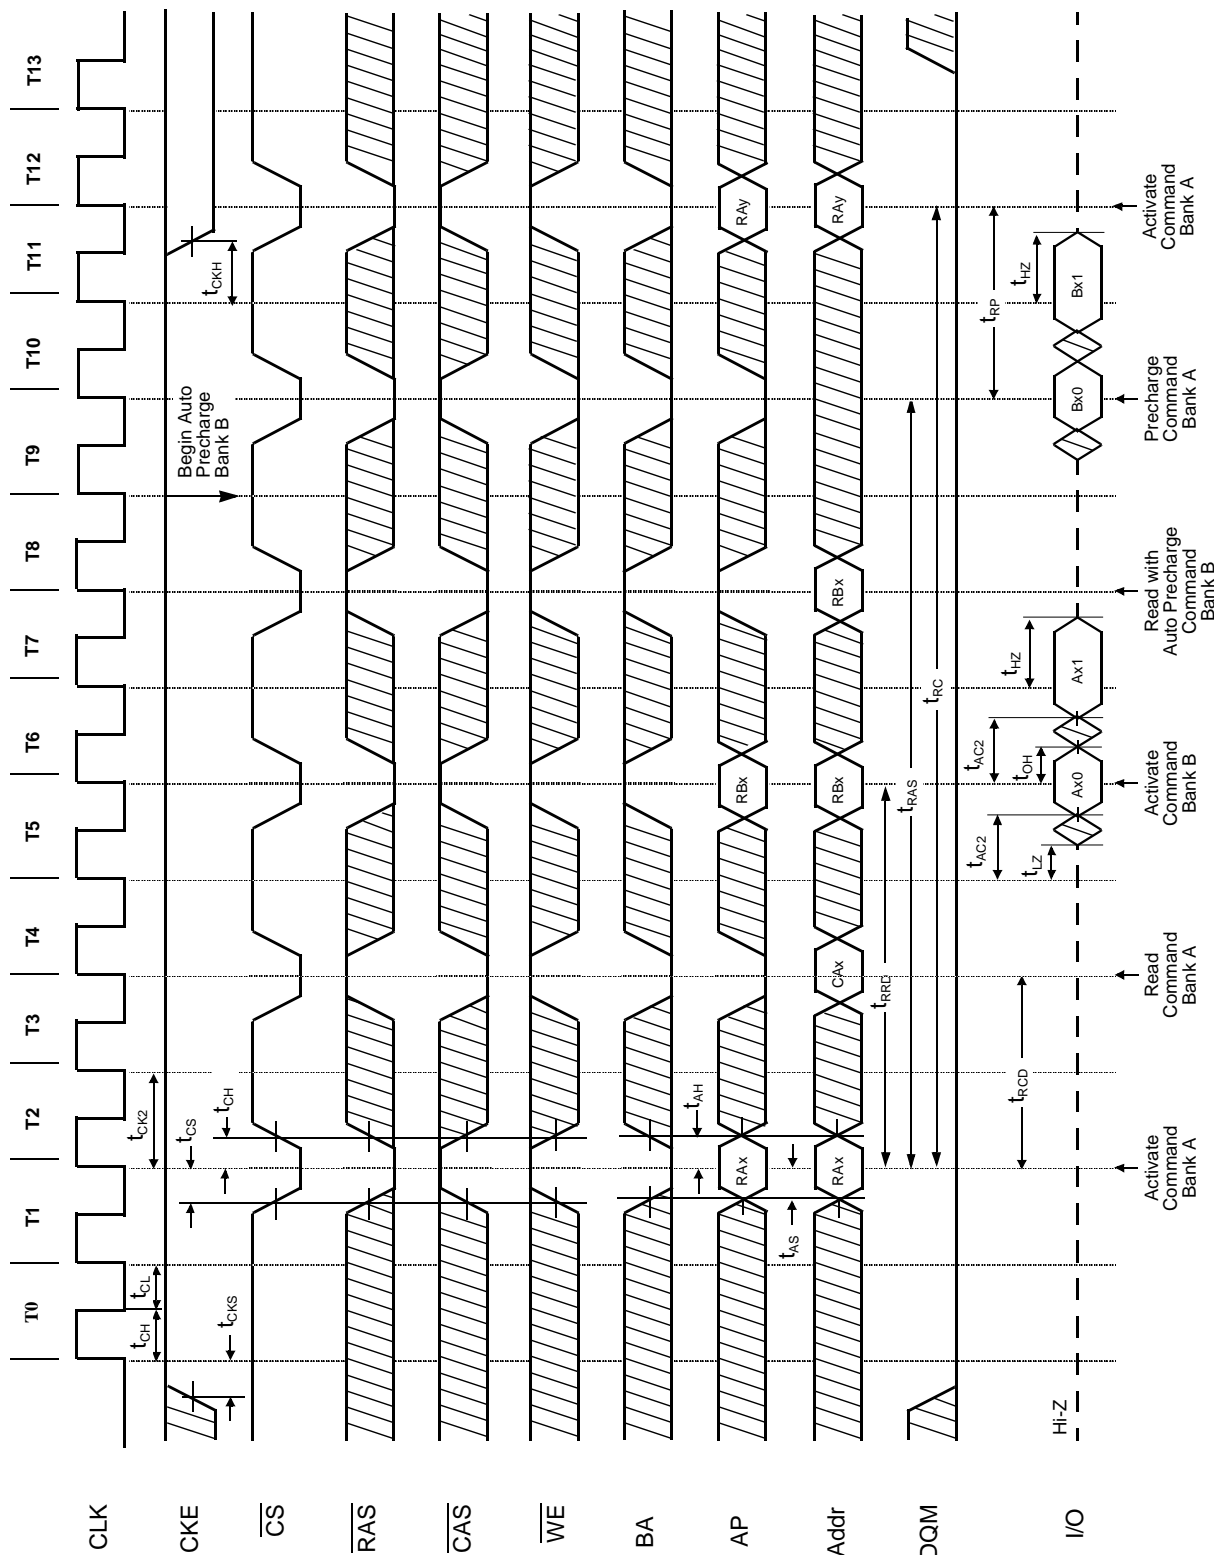 T0 T1 T2 T3 T4 T5 T6 T7 T8 T9 T10 T11 T12 T13
CLK
tCH tCL tCK2
CKE
tCKS tCS tCH
Begin Auto
Precharge
Bank B
tCKH
CS
RAS
CAS
WE
BA
tAH
AP
RAx RBx RAy
tAS
Addr
RAx CAx RBx RBx RAy
tRRD
tRAS
tRC
DQM
tRCD
tAC2 tAC2
tRP
tLZ tOH tHZ tHZ
Hi-Z
I/O
Ax0 Ax1 Bx0 Bx1
Activate
Command
Bank A
Read
Command
Bank A
Activate
Command
Bank B
Read with
Auto Precharge
Command
Bank B
Precharge
Command
Bank A
Activate
Command
Bank A